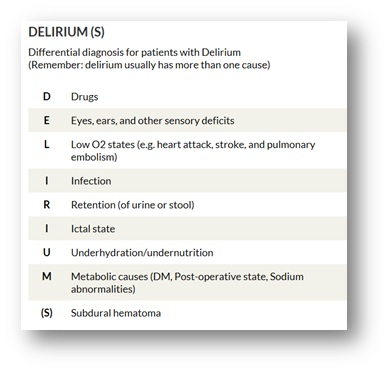 DELIRIUM (S)
Differential diagnosis for patients with Delirium
(Remember: delirium usually has more than one cause)
D Drugs
E Eyes, ears, and other sensory deficits
L Low O2 states (e.g. heart attack, stroke, and pulmonary
embolism)
I Infection
R Retention (of urine or stool)
I Ictal state
U Underhydration/undernutrition
M Metabolic causes (DM, Post-operative state, Sodium
abnormalities)
(S) Subdural hematoma